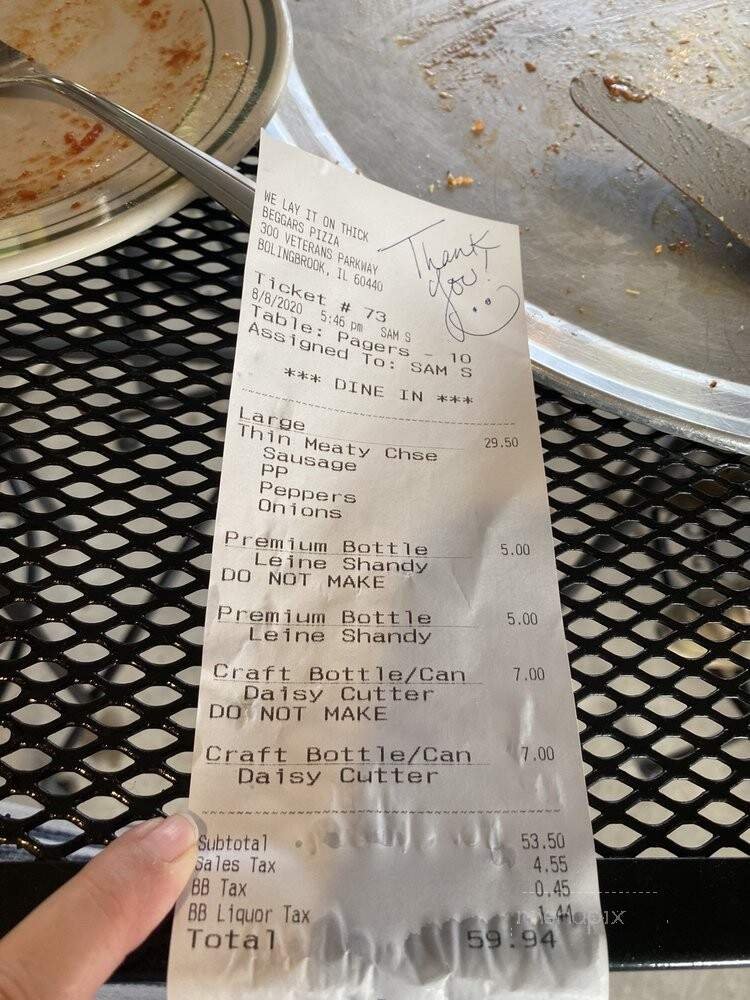 WE LAY IT ON THICK
BEGGARS PIZZA
300 VETERANS PARKWAY
BOLINGBROOK, IL 60440
Thank
you!
Ticket # 73
8/8/2020 5:46 pm SAM S
Table: Pagers - 10
Assigned To: SAM S
*** DINE IN ***
Large
Thin Meaty Chse 29.50
Sausage
PP
Peppers
Onions
Premium Bottle 5.00
Leine Shandy
DO NOT MAKE
Premium Bottle 5.00
Leine Shandy
Craft Bottle/Can 7.00
Daisy Cutter
DO NOT MAKE
Craft Bottle/Can 7.00
Daisy Cutter
Subtotal 53.50
Sales Tax 4.55
BB Tax 0.45
BB Liquor Tax 1.44
Total 59.94